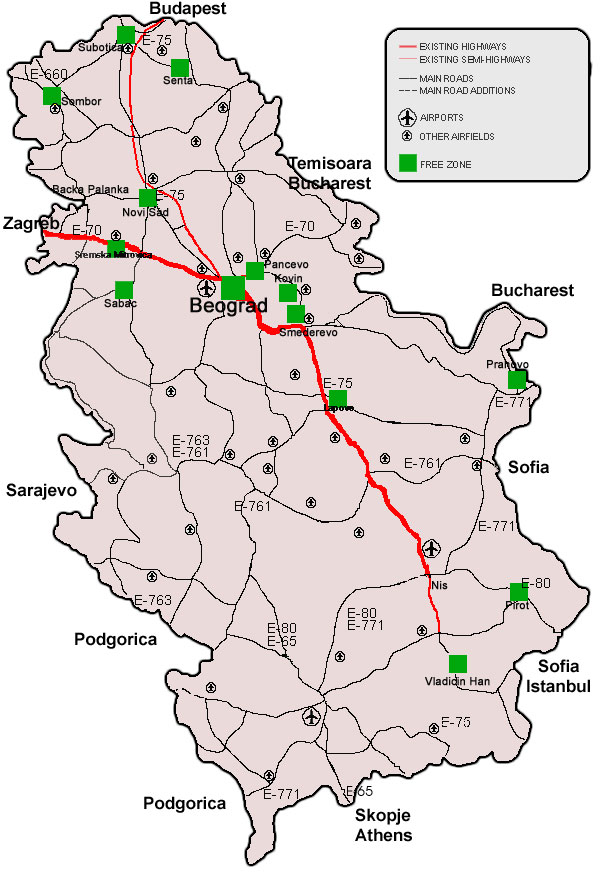 Budapest
Subotica
E-75
Senta
E-660
Sombor
EXISTING HIGHWAYS
EXISTING SEMI-HIGHWAYS
MAIN ROADS
MAIN ROAD ADDITIONS
AIRPORTS
OTHER AIRFIELDS
FREE ZONE
Temisoara
Bucharest
Backa Palanka
E-75
Novi Sad
Zagreb
E-70
E-70
Sremska Mitrovica
Pancevo
Kovin
Sabac
Beograd
Smederevo
Bucharest
Prahovo
E-771
E-75
Lapovo
E-763
E-761
E-761
Sofia
Sarajevo
E-761
E-771
Nis
E-80
Pirot
E-763
E-80
E-771
E-80
E-65
Podgorica
Vladicin Han
Sofia
Istanbul
E-75
E-771
E-65
Podgorica
Skopje
Athens